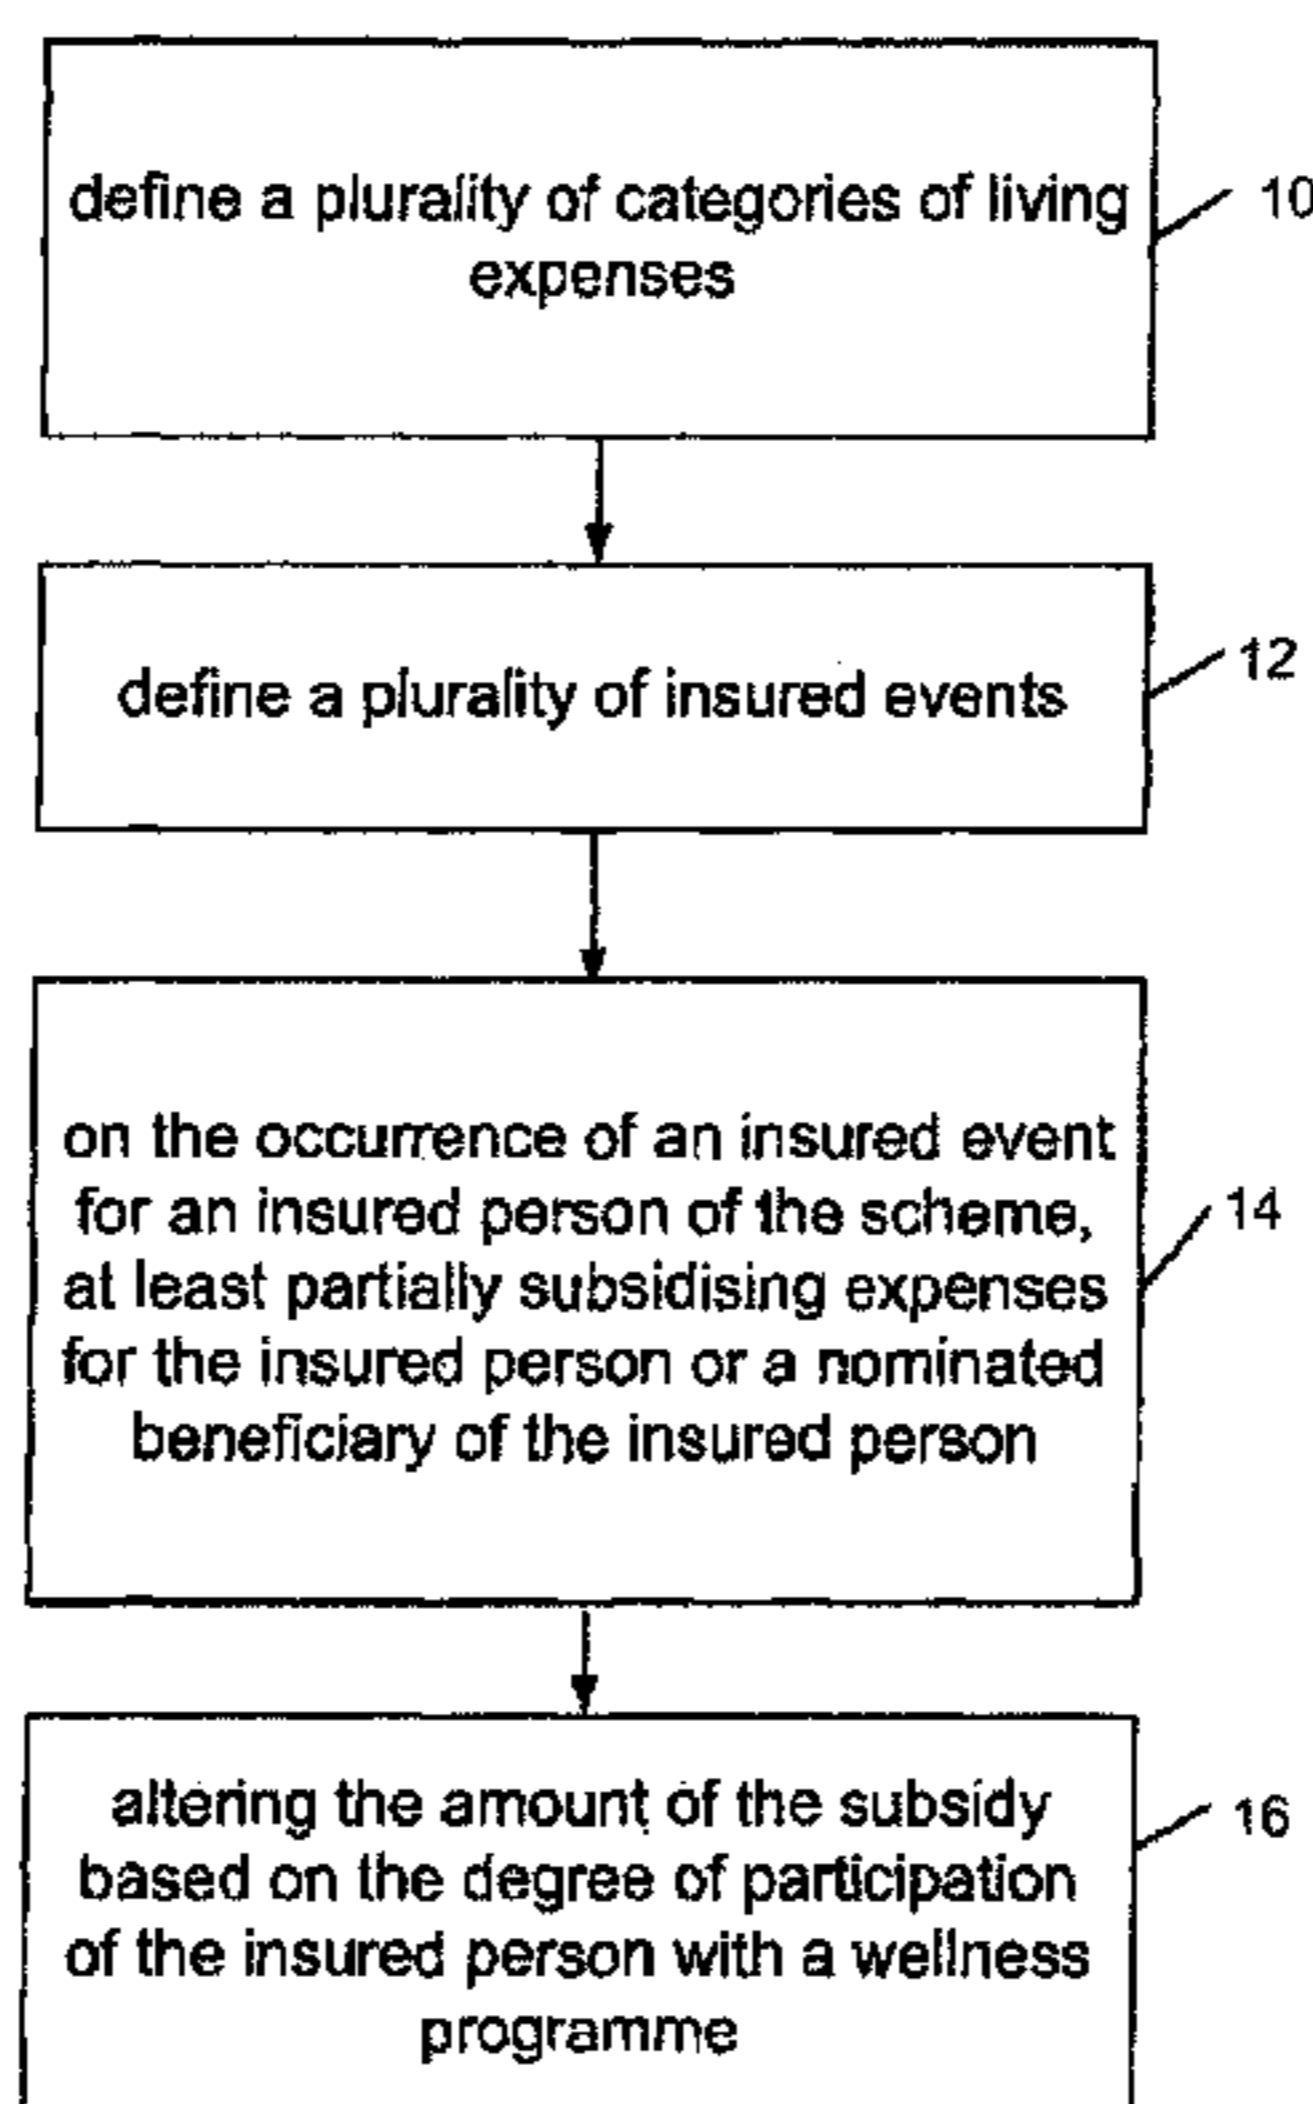 define a plurality of categories of living
expenses
10
define a plurality of insured events
12
on the occurrence of an insured event
for an insured person of the scheme,
at least partially subsidising expenses
for the insured person or a nominated
beneficiary of the insured person
14
altering the amount of the subsidy
based on the degree of participation
of the insured person with a wellness
programme
16